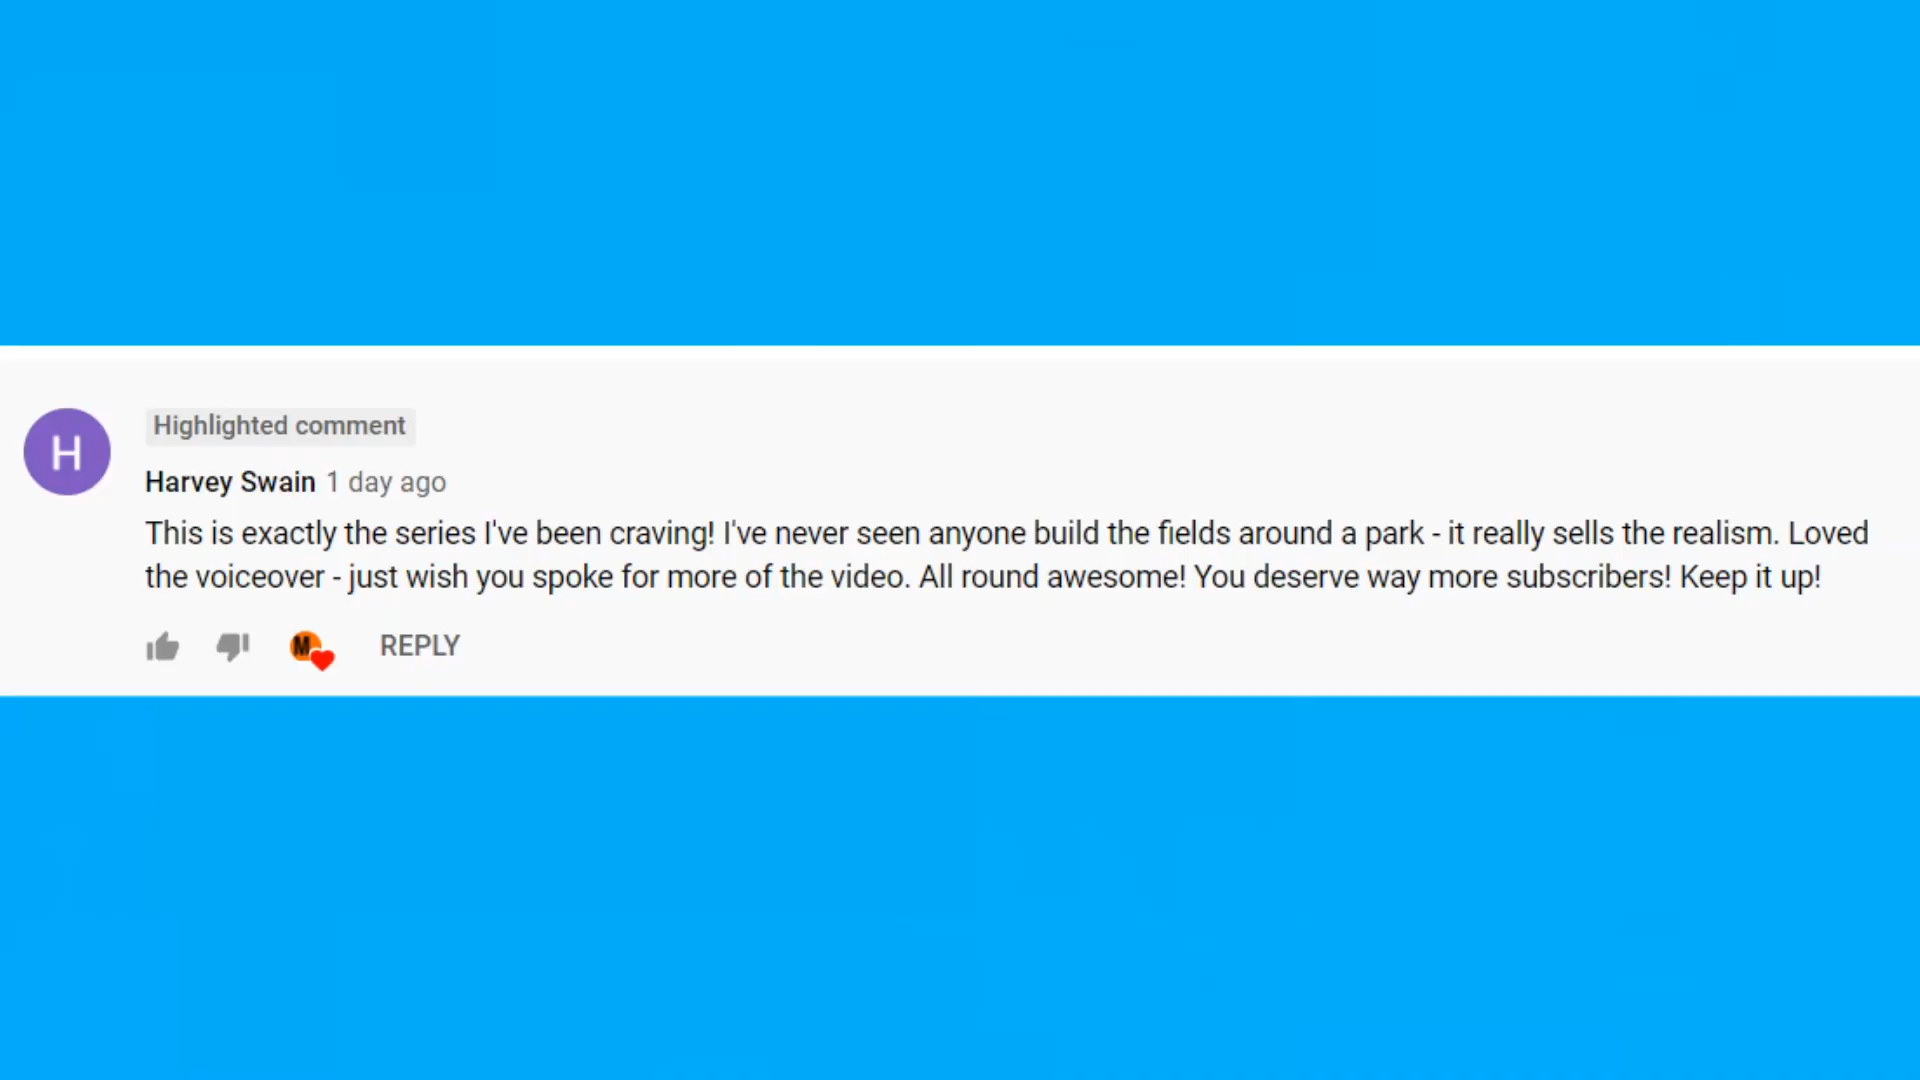 Highlighted comment
H
Harvey Swain 1 day ago
This is exactly the series I've been craving! I've never seen anyone build the fields around a park - it really sells the realism. Loved
the voiceover - just wish you spoke for more of the video. All round awesome! You deserve way more subscribers! Keep it up!
M
REPLY